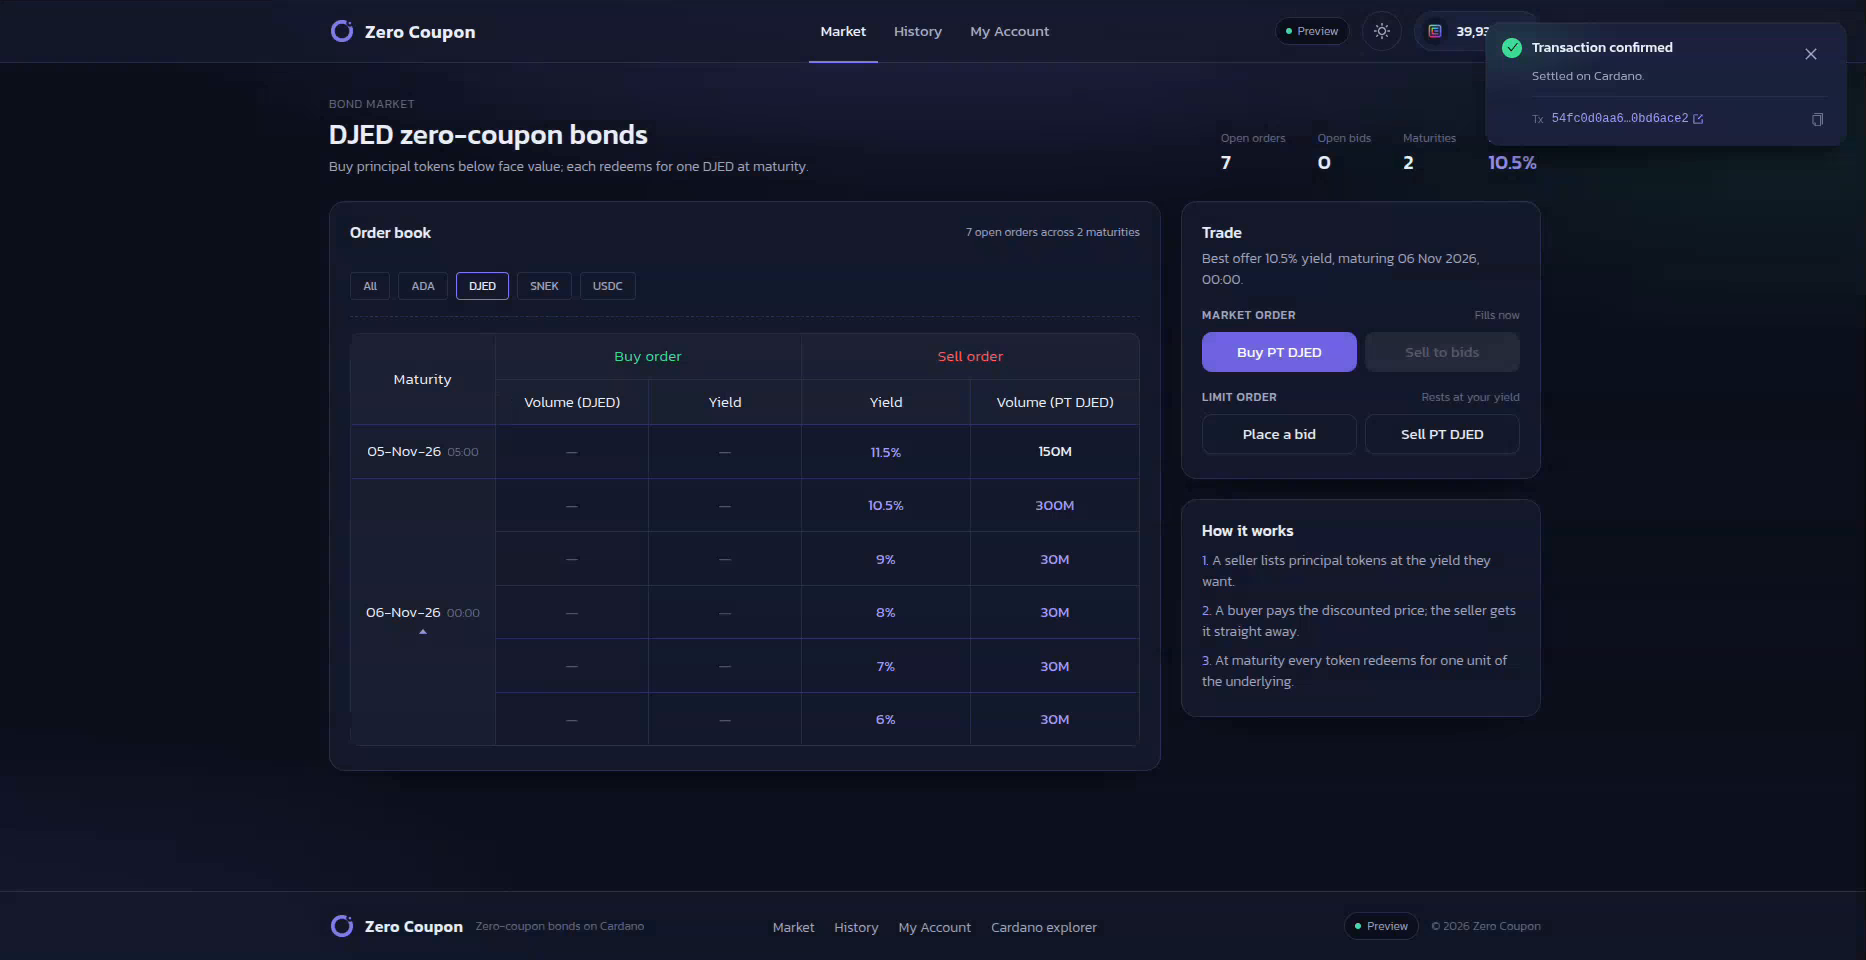 Zero Coupon
Market
History
My Account
Preview
39,93
Transaction confirmed
Settled on Cardano.
Tx 54fc0d0aa6…0bd6ace2
BOND MARKET
DJED zero-coupon bonds
Buy principal tokens below face value; each redeems for one DJED at maturity.
Open orders
7
Open bids
0
Maturities
2
10.5%
Order book
7 open orders across 2 maturities
All
ADA
DJED
SNEK
USDC
Maturity
Buy order
Sell order
Volume (DJED)
Yield
Yield
Volume (PT DJED)
05-Nov-26 05:00
—
—
11.5%
150M
—
—
10.5%
300M
—
—
9%
30M
06-Nov-26 00:00
—
—
8%
30M
—
—
7%
30M
—
—
6%
30M
Trade
Best offer 10.5% yield, maturing 06 Nov 2026,
00:00.
MARKET ORDER
Fills now
Buy PT DJED
Sell to bids
LIMIT ORDER
Rests at your yield
Place a bid
Sell PT DJED
How it works
1. A seller lists principal tokens at the yield they
want.
2. A buyer pays the discounted price; the seller gets
it straight away.
3. At maturity every token redeems for one unit of
the underlying.
Zero Coupon
Zero-coupon bonds on Cardano
Market
History
My Account
Cardano explorer
Preview
© 2026 Zero Coupon